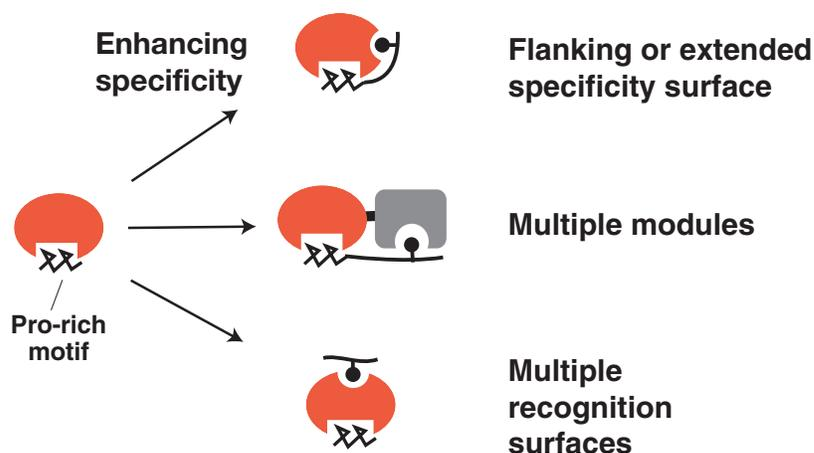 Enhancing
specificity
Flanking or extended
specificity surface
Multiple modules
Pro-rich
motif
Multiple
recognition
surfaces